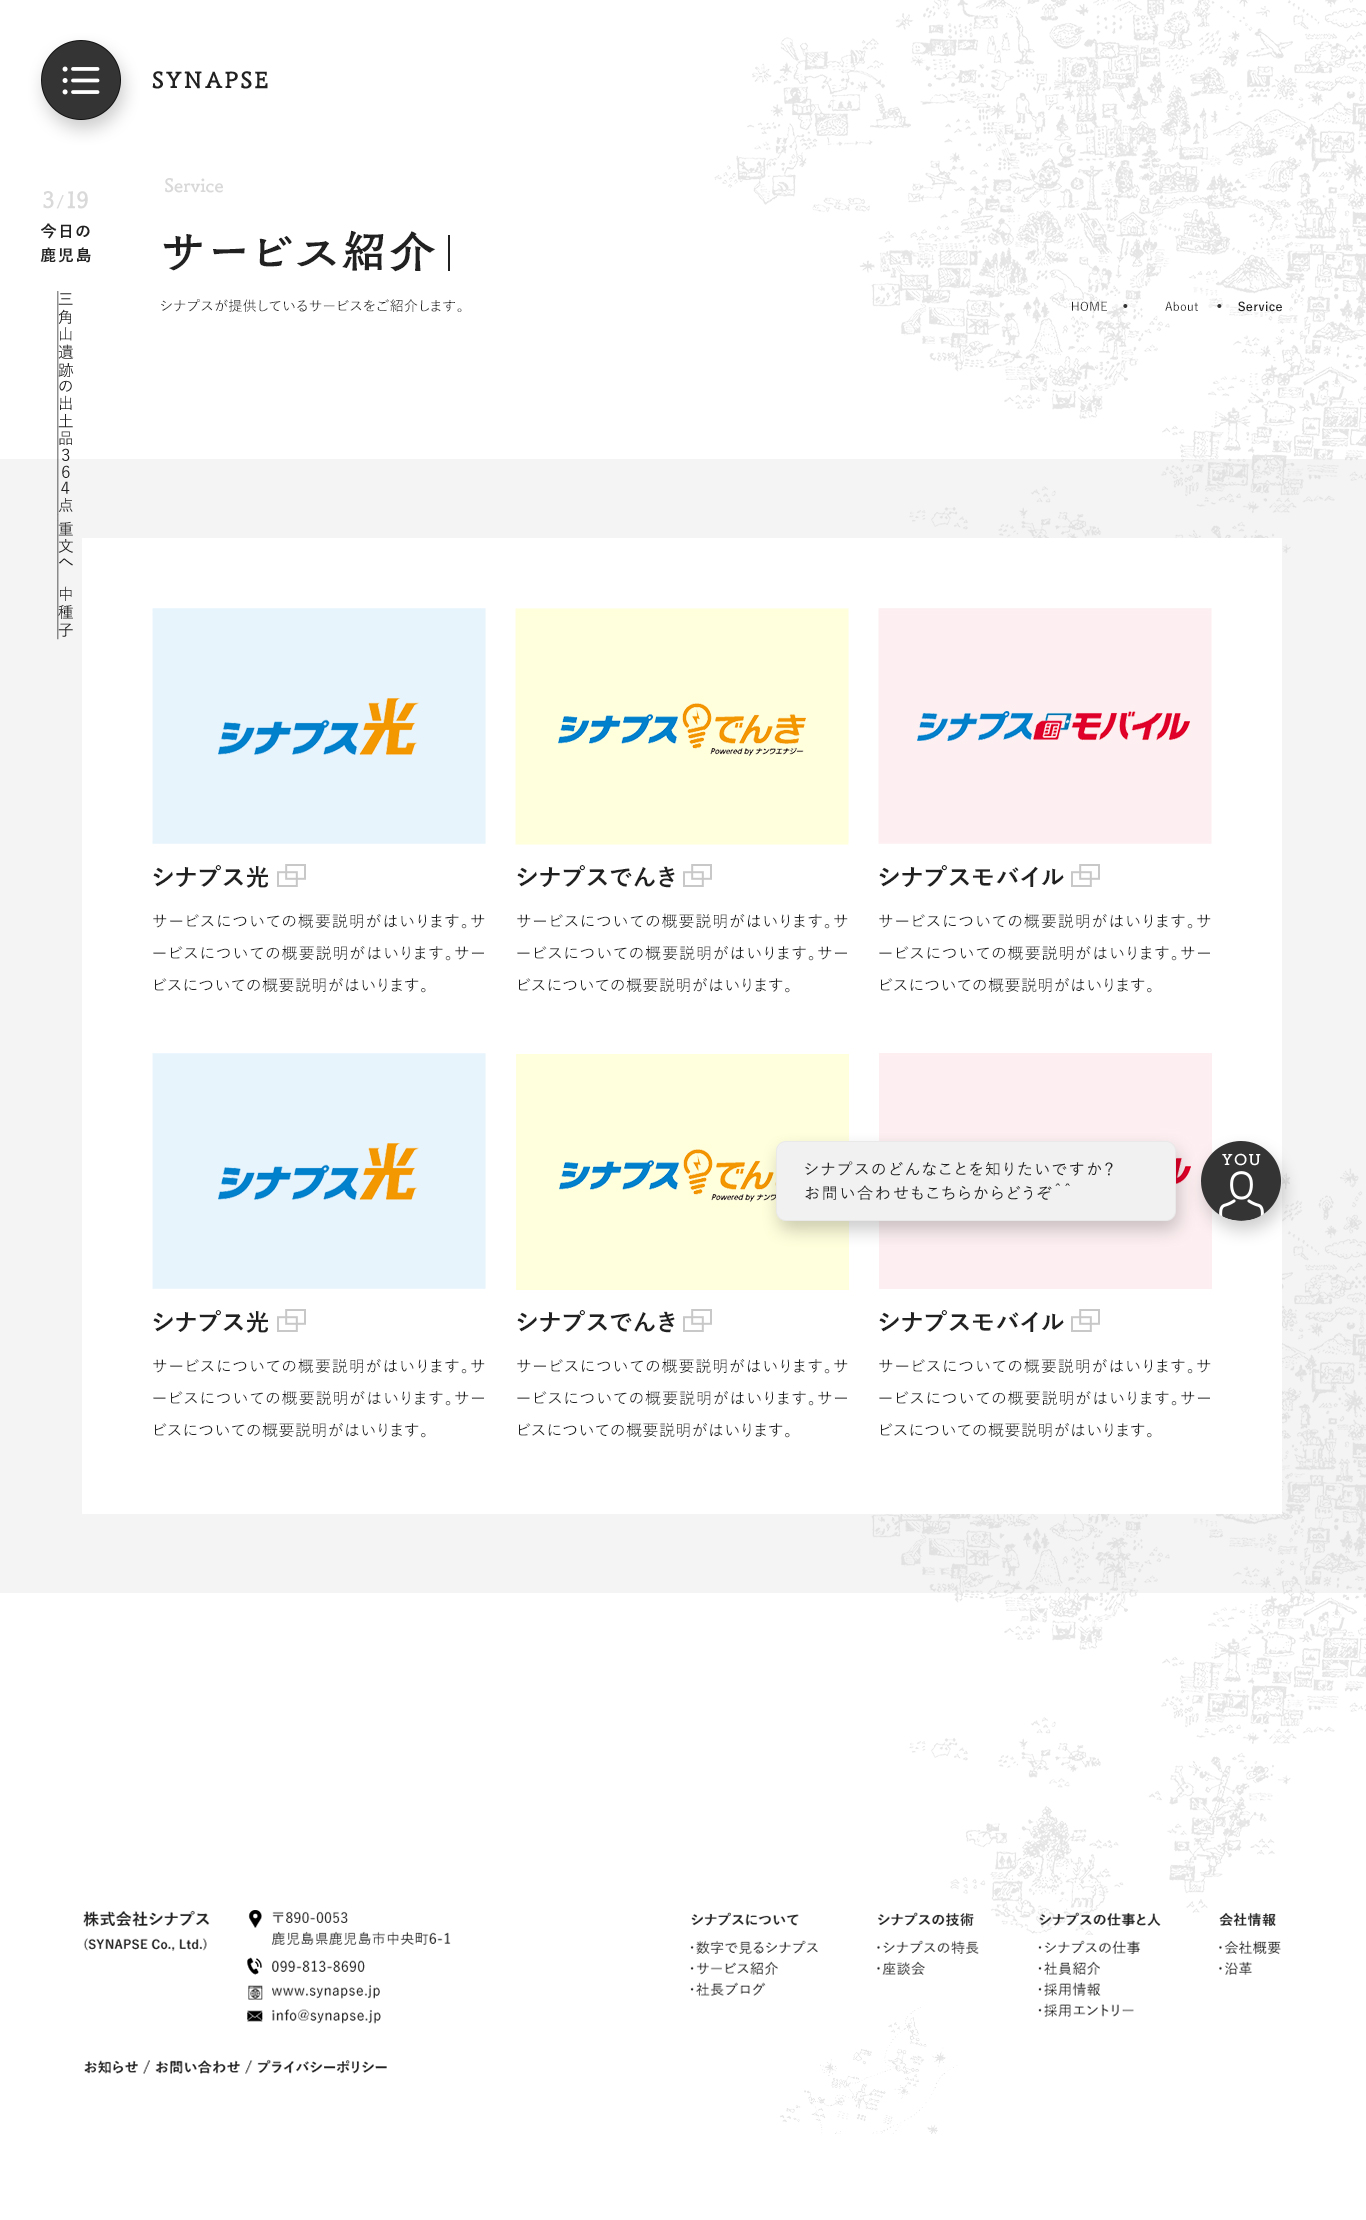 SYNAPSE
3/19
今日の
鹿児島
三角山遺跡の出土品364点 重文へ　中種子
Service
サービス紹介
シナプスが提供しているサービスをご紹介します。
HOME • About • Service
シナプス光
シナプスでんき
Powered by ナンワエナジー
シナプスモバイル
シナプス光
サービスについての概要説明がはいります。サ
ービスについての概要説明がはいります。サー
ビスについての概要説明がはいります。
シナプスでんき
サービスについての概要説明がはいります。サ
ービスについての概要説明がはいります。サー
ビスについての概要説明がはいります。
シナプスモバイル
サービスについての概要説明がはいります。サ
ービスについての概要説明がはいります。サー
ビスについての概要説明がはいります。
シナプス光
シナプスでん
Powered by ナンワ
ル
シナプスのどんなことを知りたいですか？
お問い合わせもこちらからどうぞ^^
YOU
シナプス光
サービスについての概要説明がはいります。サ
ービスについての概要説明がはいります。サー
ビスについての概要説明がはいります。
シナプスでんき
サービスについての概要説明がはいります。サ
ービスについての概要説明がはいります。サー
ビスについての概要説明がはいります。
シナプスモバイル
サービスについての概要説明がはいります。サ
ービスについての概要説明がはいります。サー
ビスについての概要説明がはいります。
株式会社シナプス
(SYNAPSE Co., Ltd.)
〒890-0053
鹿児島県鹿児島市中央町6-1
099-813-8690
www.synapse.jp
info@synapse.jp
お知らせ / お問い合わせ / プライバシーポリシー
シナプスについて
・数字で見るシナプス
・サービス紹介
・社長ブログ
シナプスの技術
・シナプスの特長
・座談会
シナプスの仕事と人
・シナプスの仕事
・社員紹介
・採用情報
・採用エントリー
会社情報
・会社概要
・沿革